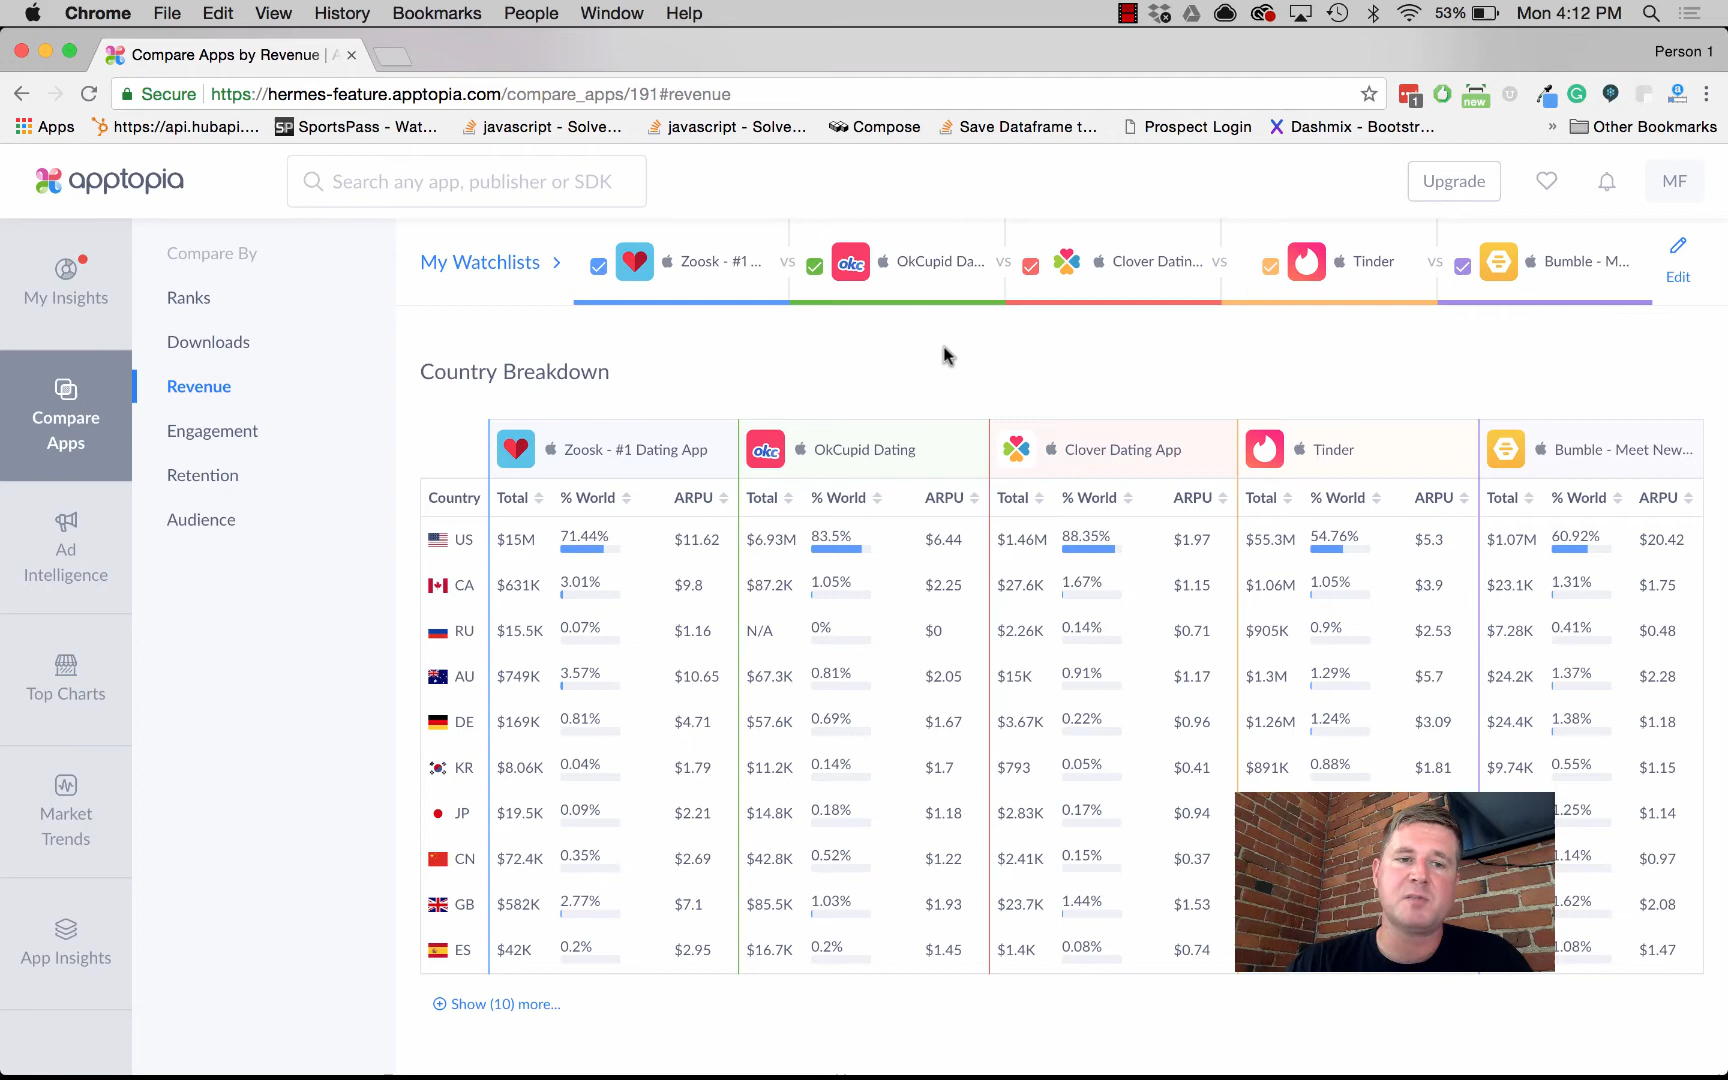 Chrome File Edit View History Bookmarks People Window Help 53% Mon 4:12 PM
Compare Apps by Revenue | A Person 1
Secure https://hermes-feature.apptopia.com/compare_apps/191#revenue 1 new
Apps https://api.hubapi.... SP SportsPass - Wat... javascript - Solve... javascript - Solve... Compose Save Dataframe t... Prospect Login Dashmix - Bootstr... » Other Bookmarks
apptopia Search any app, publisher or SDK Upgrade MF
My Insights
Compare Apps
Ad Intelligence
Top Charts
Market Trends
App Insights
Compare By
Ranks
Downloads
Revenue
Engagement
Retention
Audience
My Watchlists Zoosk - #1 ... VS okc OkCupid Da... VS Clover Datin... VS Tinder VS Bumble - M... Edit
Country Breakdown
Zoosk - #1 Dating App okc OkCupid Dating Clover Dating App Tinder Bumble - Meet New...
Country Total % World ARPU Total % World ARPU Total % World ARPU Total % World ARPU Total % World ARPU
US $15M 71.44% $11.62 $6.93M 83.5% $6.44 $1.46M 88.35% $1.97 $55.3M 54.76% $5.3 $1.07M 60.92% $20.42
CA $631K 3.01% $9.8 $87.2K 1.05% $2.25 $27.6K 1.67% $1.15 $1.06M 1.05% $3.9 $23.1K 1.31% $1.75
RU $15.5K 0.07% $1.16 N/A 0% $0 $2.26K 0.14% $0.71 $905K 0.9% $2.53 $7.28K 0.41% $0.48
AU $749K 3.57% $10.65 $67.3K 0.81% $2.05 $15K 0.91% $1.17 $1.3M 1.29% $5.7 $24.2K 1.37% $2.28
DE $169K 0.81% $4.71 $57.6K 0.69% $1.67 $3.67K 0.22% $0.96 $1.26M 1.24% $3.09 $24.4K 1.38% $1.18
KR $8.06K 0.04% $1.79 $11.2K 0.14% $1.7 $793 0.05% $0.41 $891K 0.88% $1.81 $9.74K 0.55% $1.15
JP $19.5K 0.09% $2.21 $14.8K 0.18% $1.18 $2.83K 0.17% $0.94 1.25% $1.14
CN $72.4K 0.35% $2.69 $42.8K 0.52% $1.22 $2.41K 0.15% $0.37 1.14% $0.97
GB $582K 2.77% $7.1 $85.5K 1.03% $1.93 $23.7K 1.44% $1.53 1.62% $2.08
ES $42K 0.2% $2.95 $16.7K 0.2% $1.45 $1.4K 0.08% $0.74 1.08% $1.47
Show (10) more...